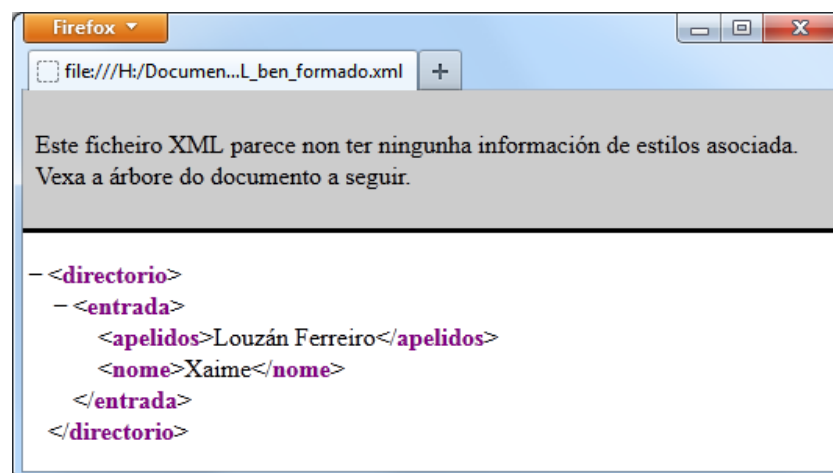 Firefox
file:///H:/Documen...L_ben_formado.xml
Este ficheiro XML parece non ter ningunha información de estilos asociada.
Vexa a árbore do documento a seguir.
− <directorio>
− <entrada>
<apelidos>Louzán Ferreiro</apelidos>
<nome>Xaime</nome>
</entrada>
</directorio>